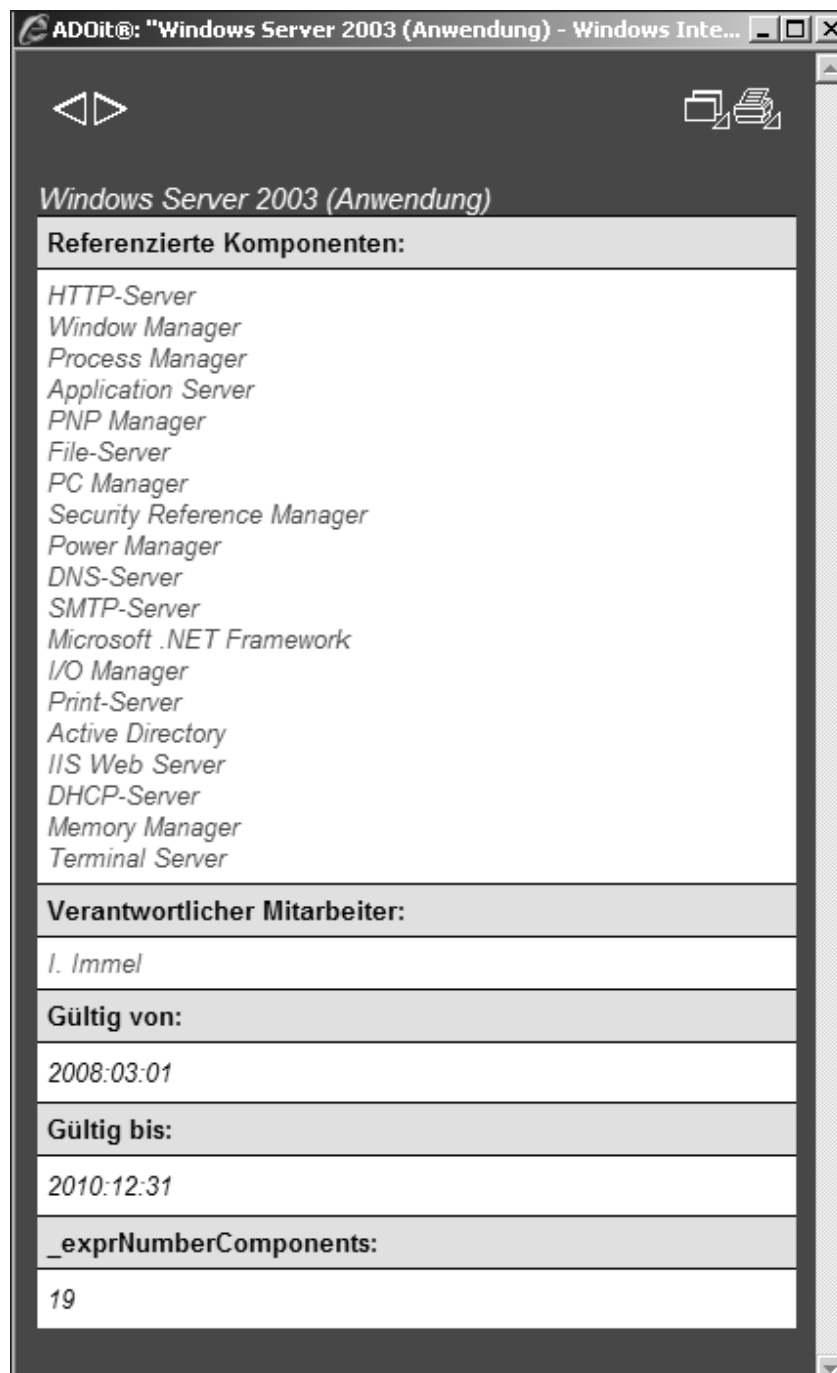 ADOit®: "Windows Server 2003 (Anwendung) - Windows Inte...
Windows Server 2003 (Anwendung)
Referenzierte Komponenten:
HTTP-Server
Window Manager
Process Manager
Application Server
PNP Manager
File-Server
PC Manager
Security Reference Manager
Power Manager
DNS-Server
SMTP-Server
Microsoft .NET Framework
I/O Manager
Print-Server
Active Directory
IIS Web Server
DHCP-Server
Memory Manager
Terminal Server
Verantwortlicher Mitarbeiter:
I. Immel
Gültig von:
2008:03:01
Gültig bis:
2010:12:31
_exprNumberComponents:
19